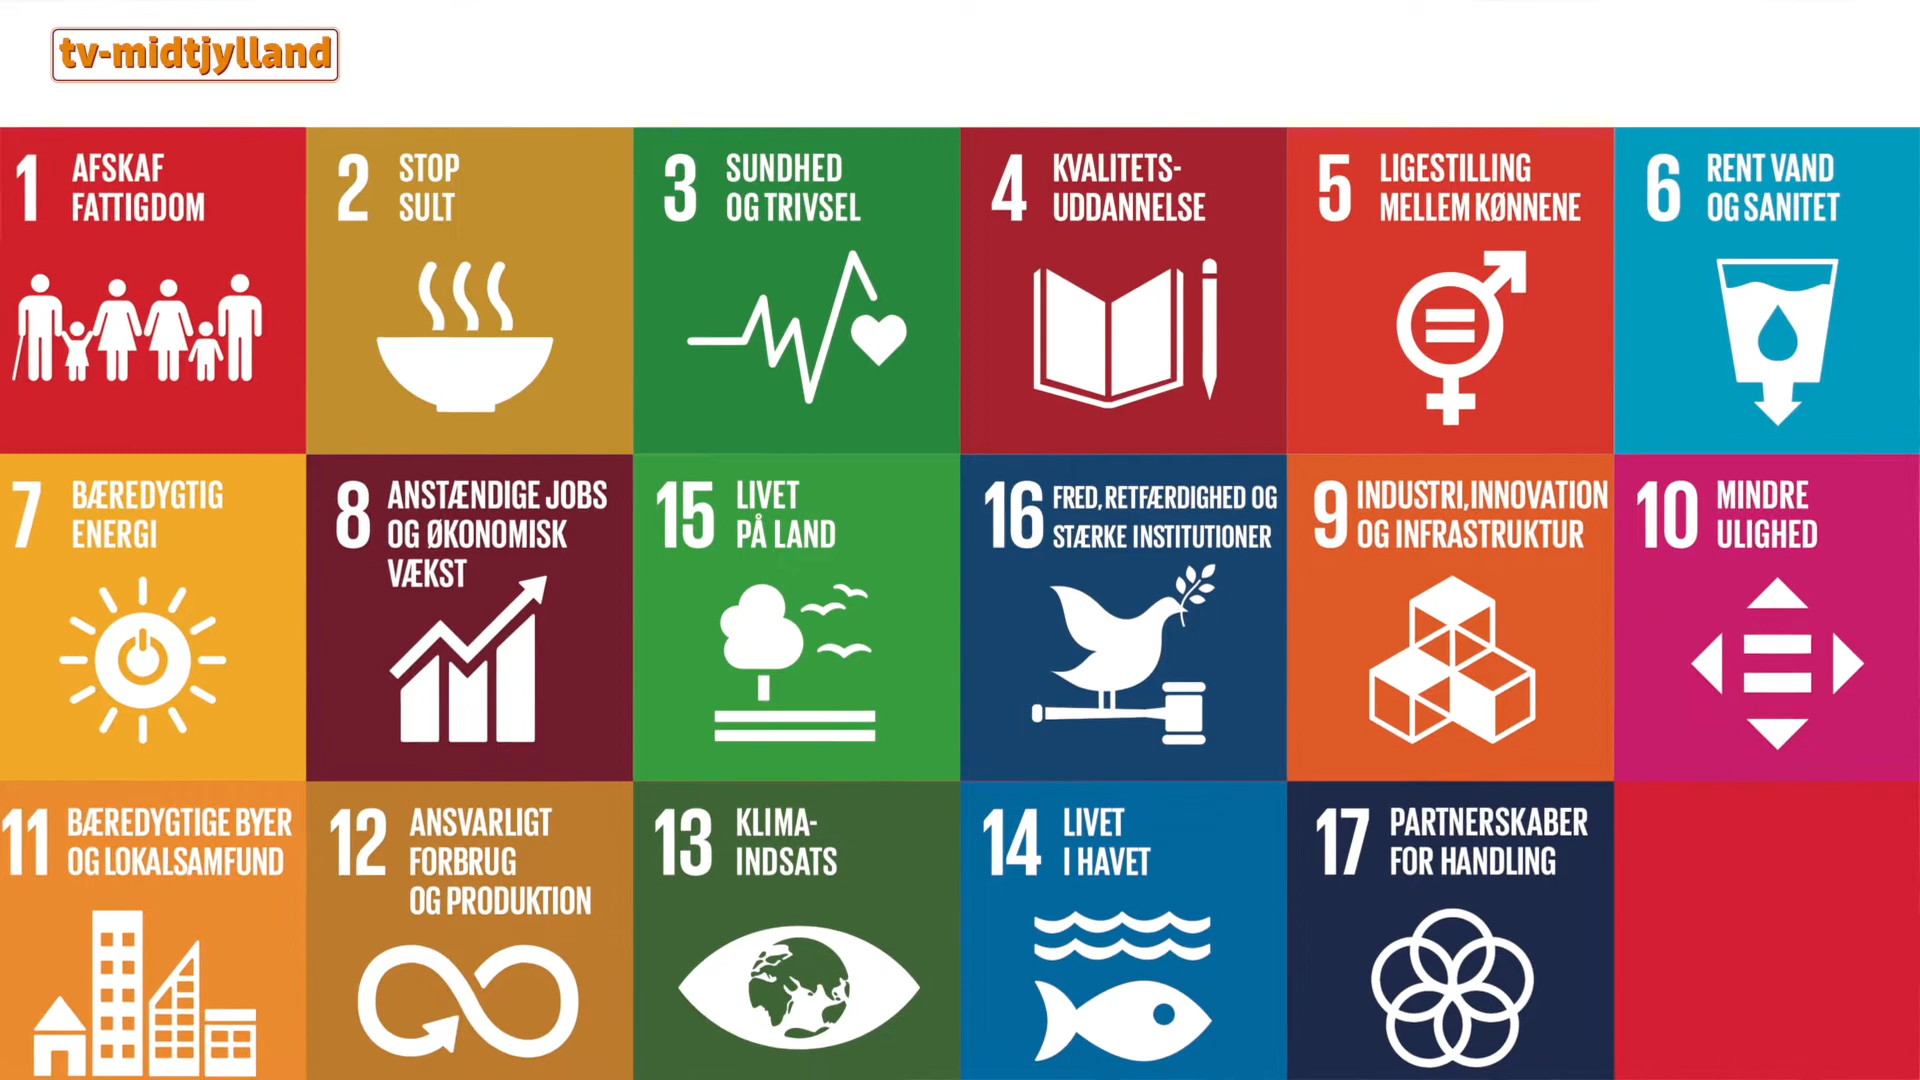 tv-midtjylland
1 AFSKAF
FATTIGDOM
2 STOP
SULT
3 SUNDHED
OG TRIVSEL
4 KVALITETS-
UDDANNELSE
5 LIGESTILLING
MELLEM KØNNENE
6 RENT VAND
OG SANITET
7 BÆREDYGTIG
ENERGI
8 ANSTÆNDIGE JOBS
OG ØKONOMISK
VÆKST
15 LIVET
PÅ LAND
16 FRED, RETFÆRDIGHED OG
STÆRKE INSTITUTIONER
9 INDUSTRI, INNOVATION
OG INFRASTRUKTUR
10 MINDRE
ULIGHED
11 BÆREDYGTIGE BYER
OG LOKALSAMFUND
12 ANSVARLIGT
FORBRUG
OG PRODUKTION
13 KLIMA-
INDSATS
14 LIVET
I HAVET
17 PARTNERSKABER
FOR HANDLING